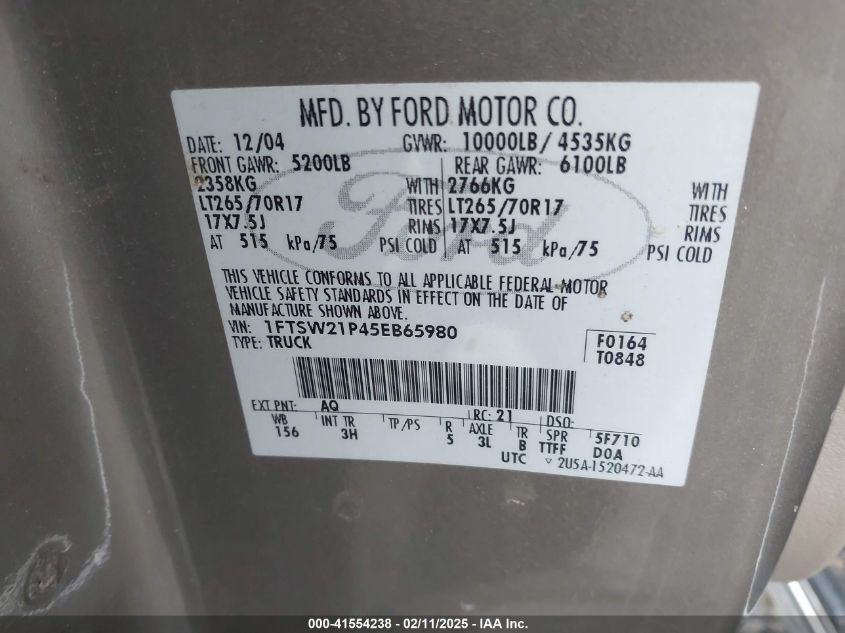 MFD. BY FORD MOTOR CO.
DATE: 12/04 GVWR: 10000LB/ 4535KG
FRONT GAWR: 5200LB REAR GAWR: 6100LB
2358KG WITH 2766KG WITH
LT265/70R17 TIRES LT265/70R17 TIRES
17X7.5J RIMS 17X7.5J RIMS
AT 515 kPa/75 PSI COLD AT 515 kPa/75 PSI COLD
Ford
THIS VEHICLE CONFORMS TO ALL APPLICABLE FEDERAL MOTOR
VEHICLE SAFETY STANDARDS IN EFFECT ON THE DATE OF
MANUFACTURE SHOWN ABOVE.
VIN: 1FTSW21P45EB65980 F0164
TYPE: TRUCK T0848
EXT PNT: AQ RC: 21 DSO:
WB INT TR TP/PS R AXLE TR SPR 5F710
156 3H 5 3L B TTFF D0A
UTC ▽ 2U5A-1520472-AA
000-41554238 - 02/11/2025 - IAA Inc.